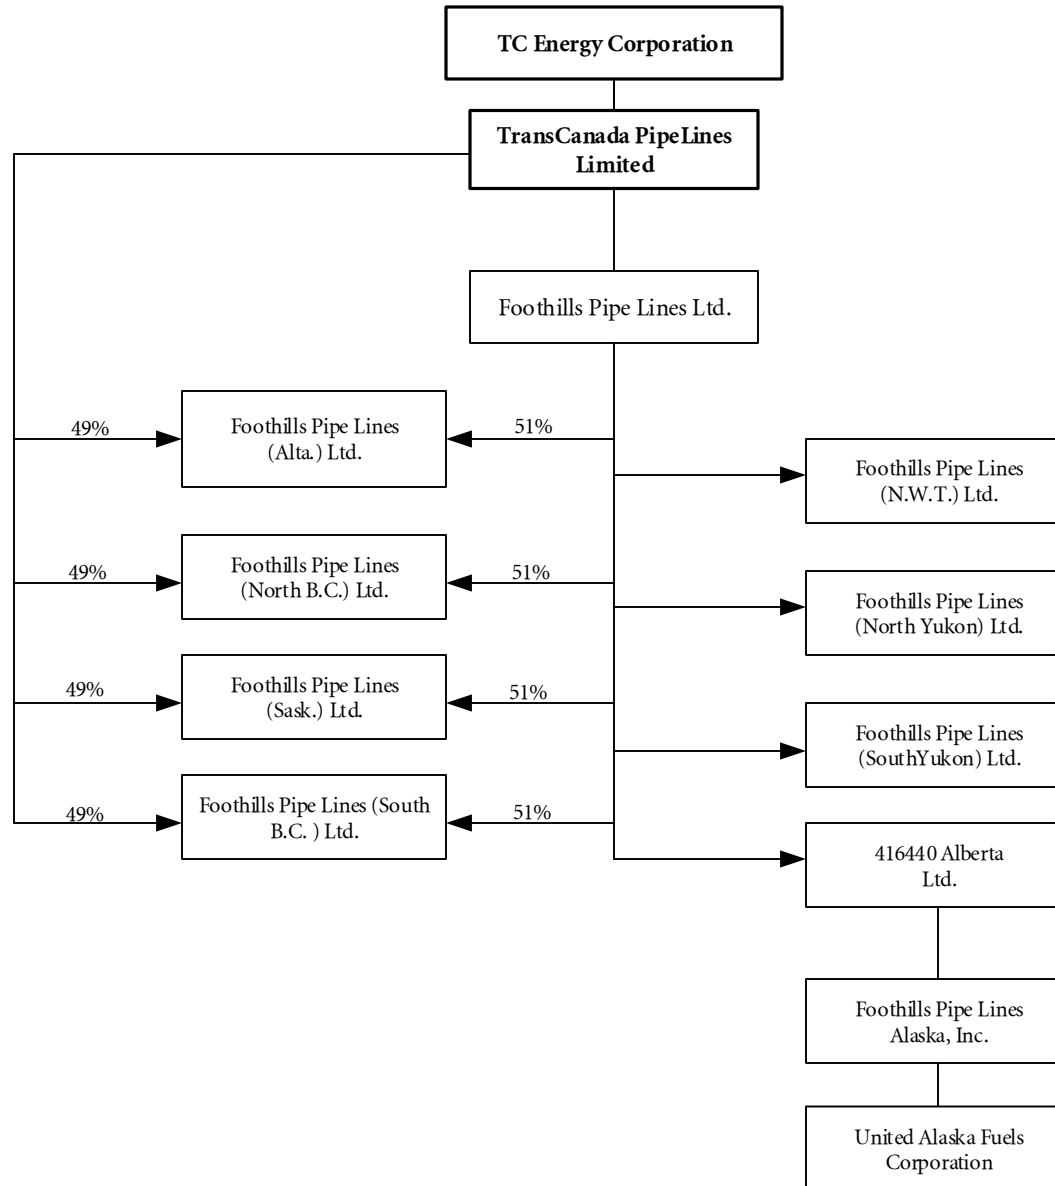 TC Energy Corporation
TransCanada PipeLines
Limited
Foothills Pipe Lines Ltd.
49%
Foothills Pipe Lines
(Alta.) Ltd.
51%
Foothills Pipe Lines
(N.W.T.) Ltd.
49%
Foothills Pipe Lines
(North B.C.) Ltd.
51%
Foothills Pipe Lines
(North Yukon) Ltd.
49%
Foothills Pipe Lines
(Sask.) Ltd.
51%
Foothills Pipe Lines
(SouthYukon) Ltd.
49%
Foothills Pipe Lines (South
B.C. ) Ltd.
51%
416440 Alberta
Ltd.
Foothills Pipe Lines
Alaska, Inc.
United Alaska Fuels
Corporation